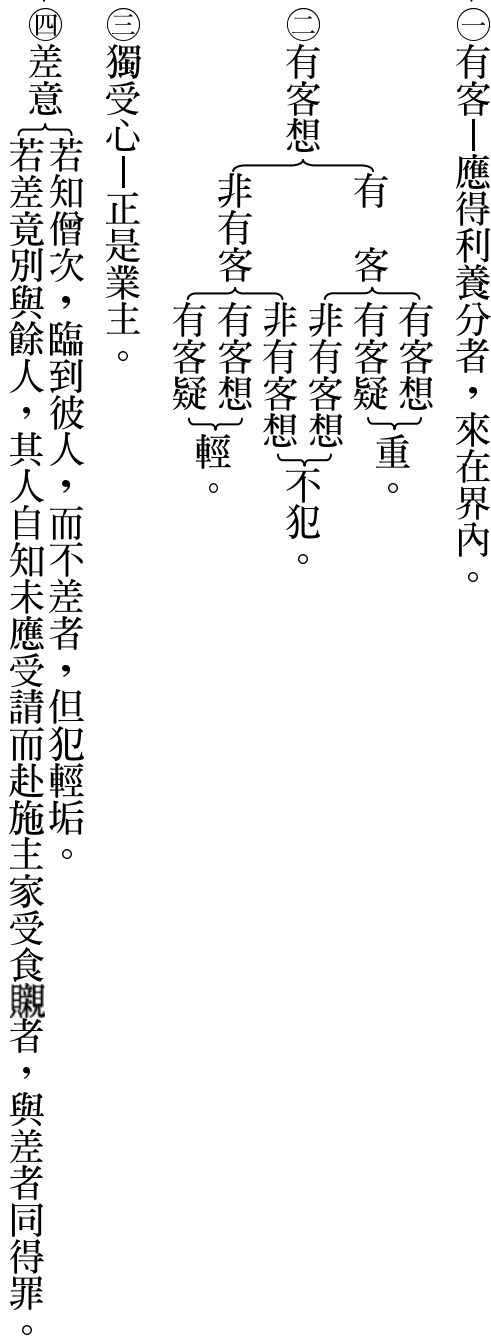 ㊀有客—應得利養分者，來在界內。
㊁有客想
有客
有客想
有客疑
重。
非有客想
非有客
非有客想
不犯。
有客想
有客疑
輕。
㊂獨受心—正是業主。
㊃差意
若知僧次，臨到彼人，而不差者，但犯輕垢。
若差竟別與餘人，其人自知未應受請而赴施主家受食䞋者，與差者同得罪。